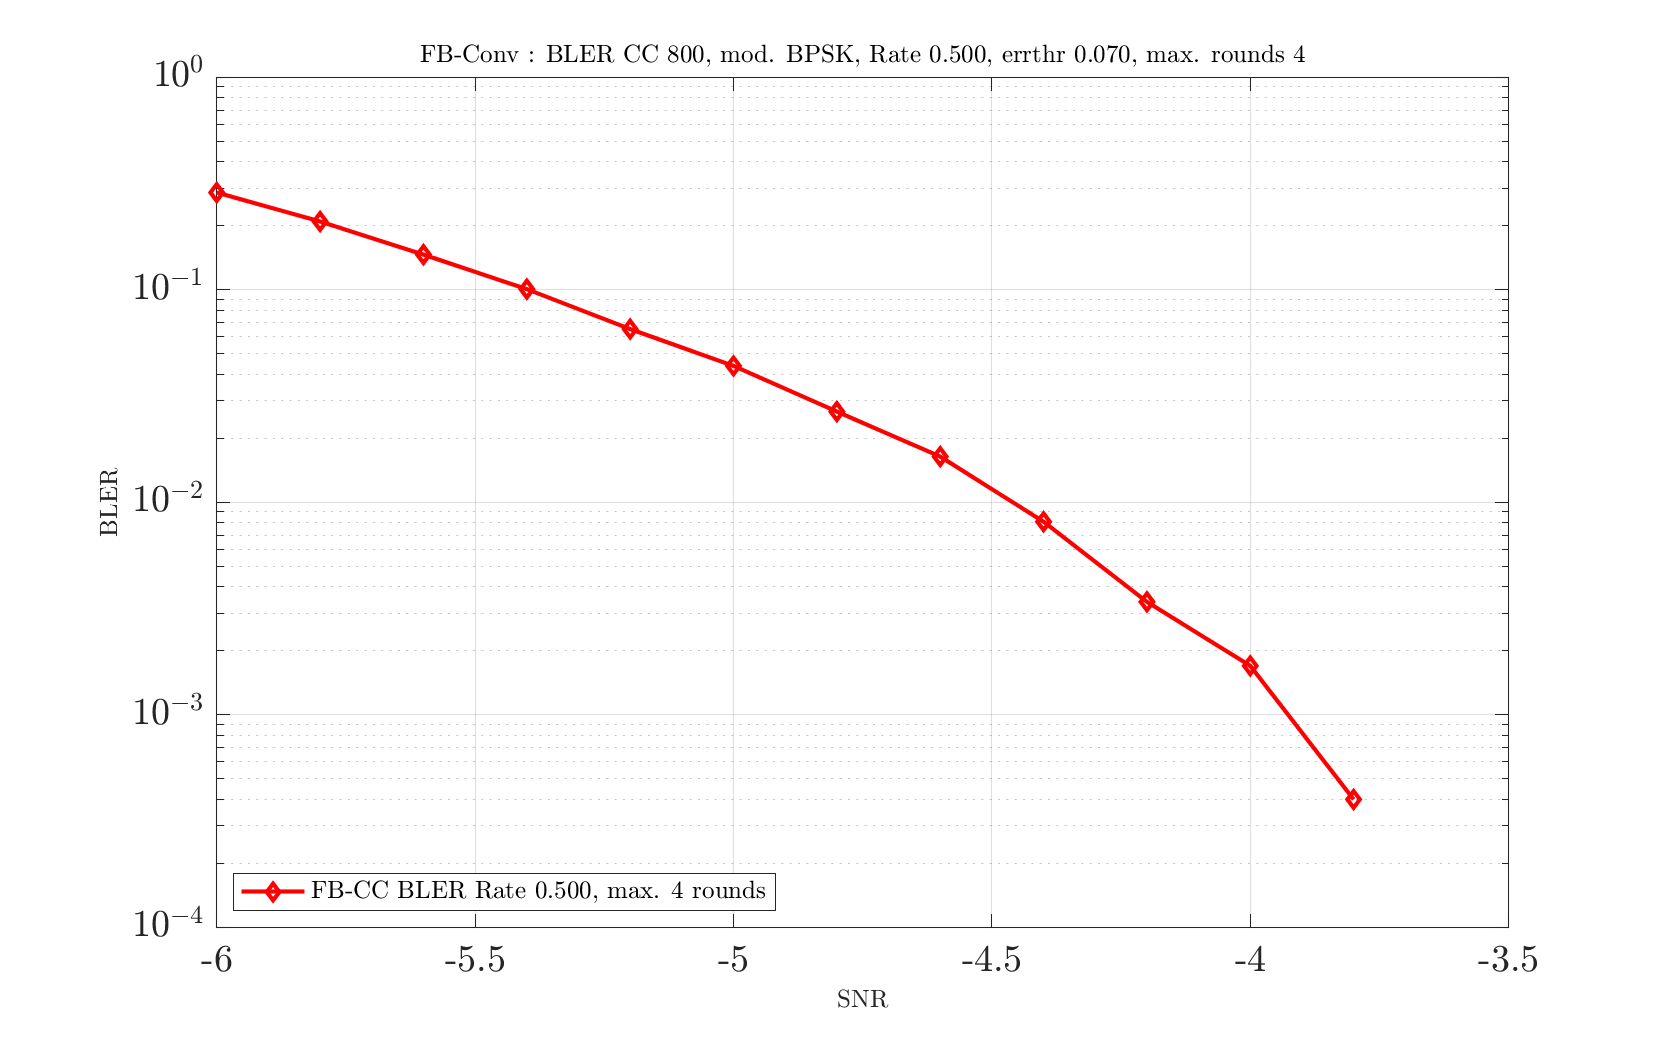 FB-Conv : BLER CC 800, mod. BPSK, Rate 0.500, errthr 0.070, max. rounds 4
10^0
10^{-1}
10^{-2}
10^{-3}
10^{-4}
BLER
FB-CC BLER Rate 0.500, max. 4 rounds
-6 -5.5 -5 -4.5 -4 -3.5
SNR